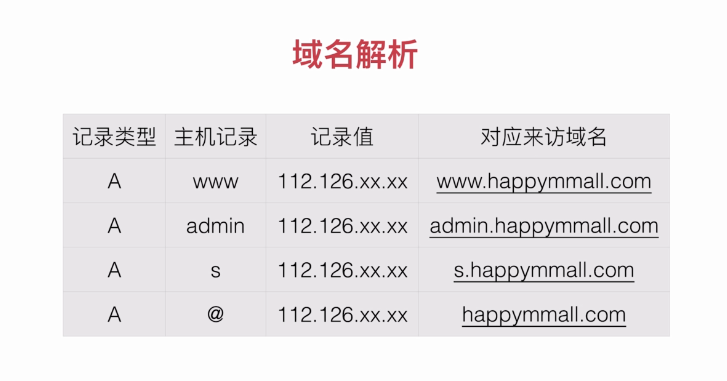 域名解析
记录类型 主机记录 记录值 对应来访域名
A www 112.126.xx.xx www.happymmall.com
A admin 112.126.xx.xx admin.happymmall.com
A s 112.126.xx.xx s.happymmall.com
A @ 112.126.xx.xx happymmall.com